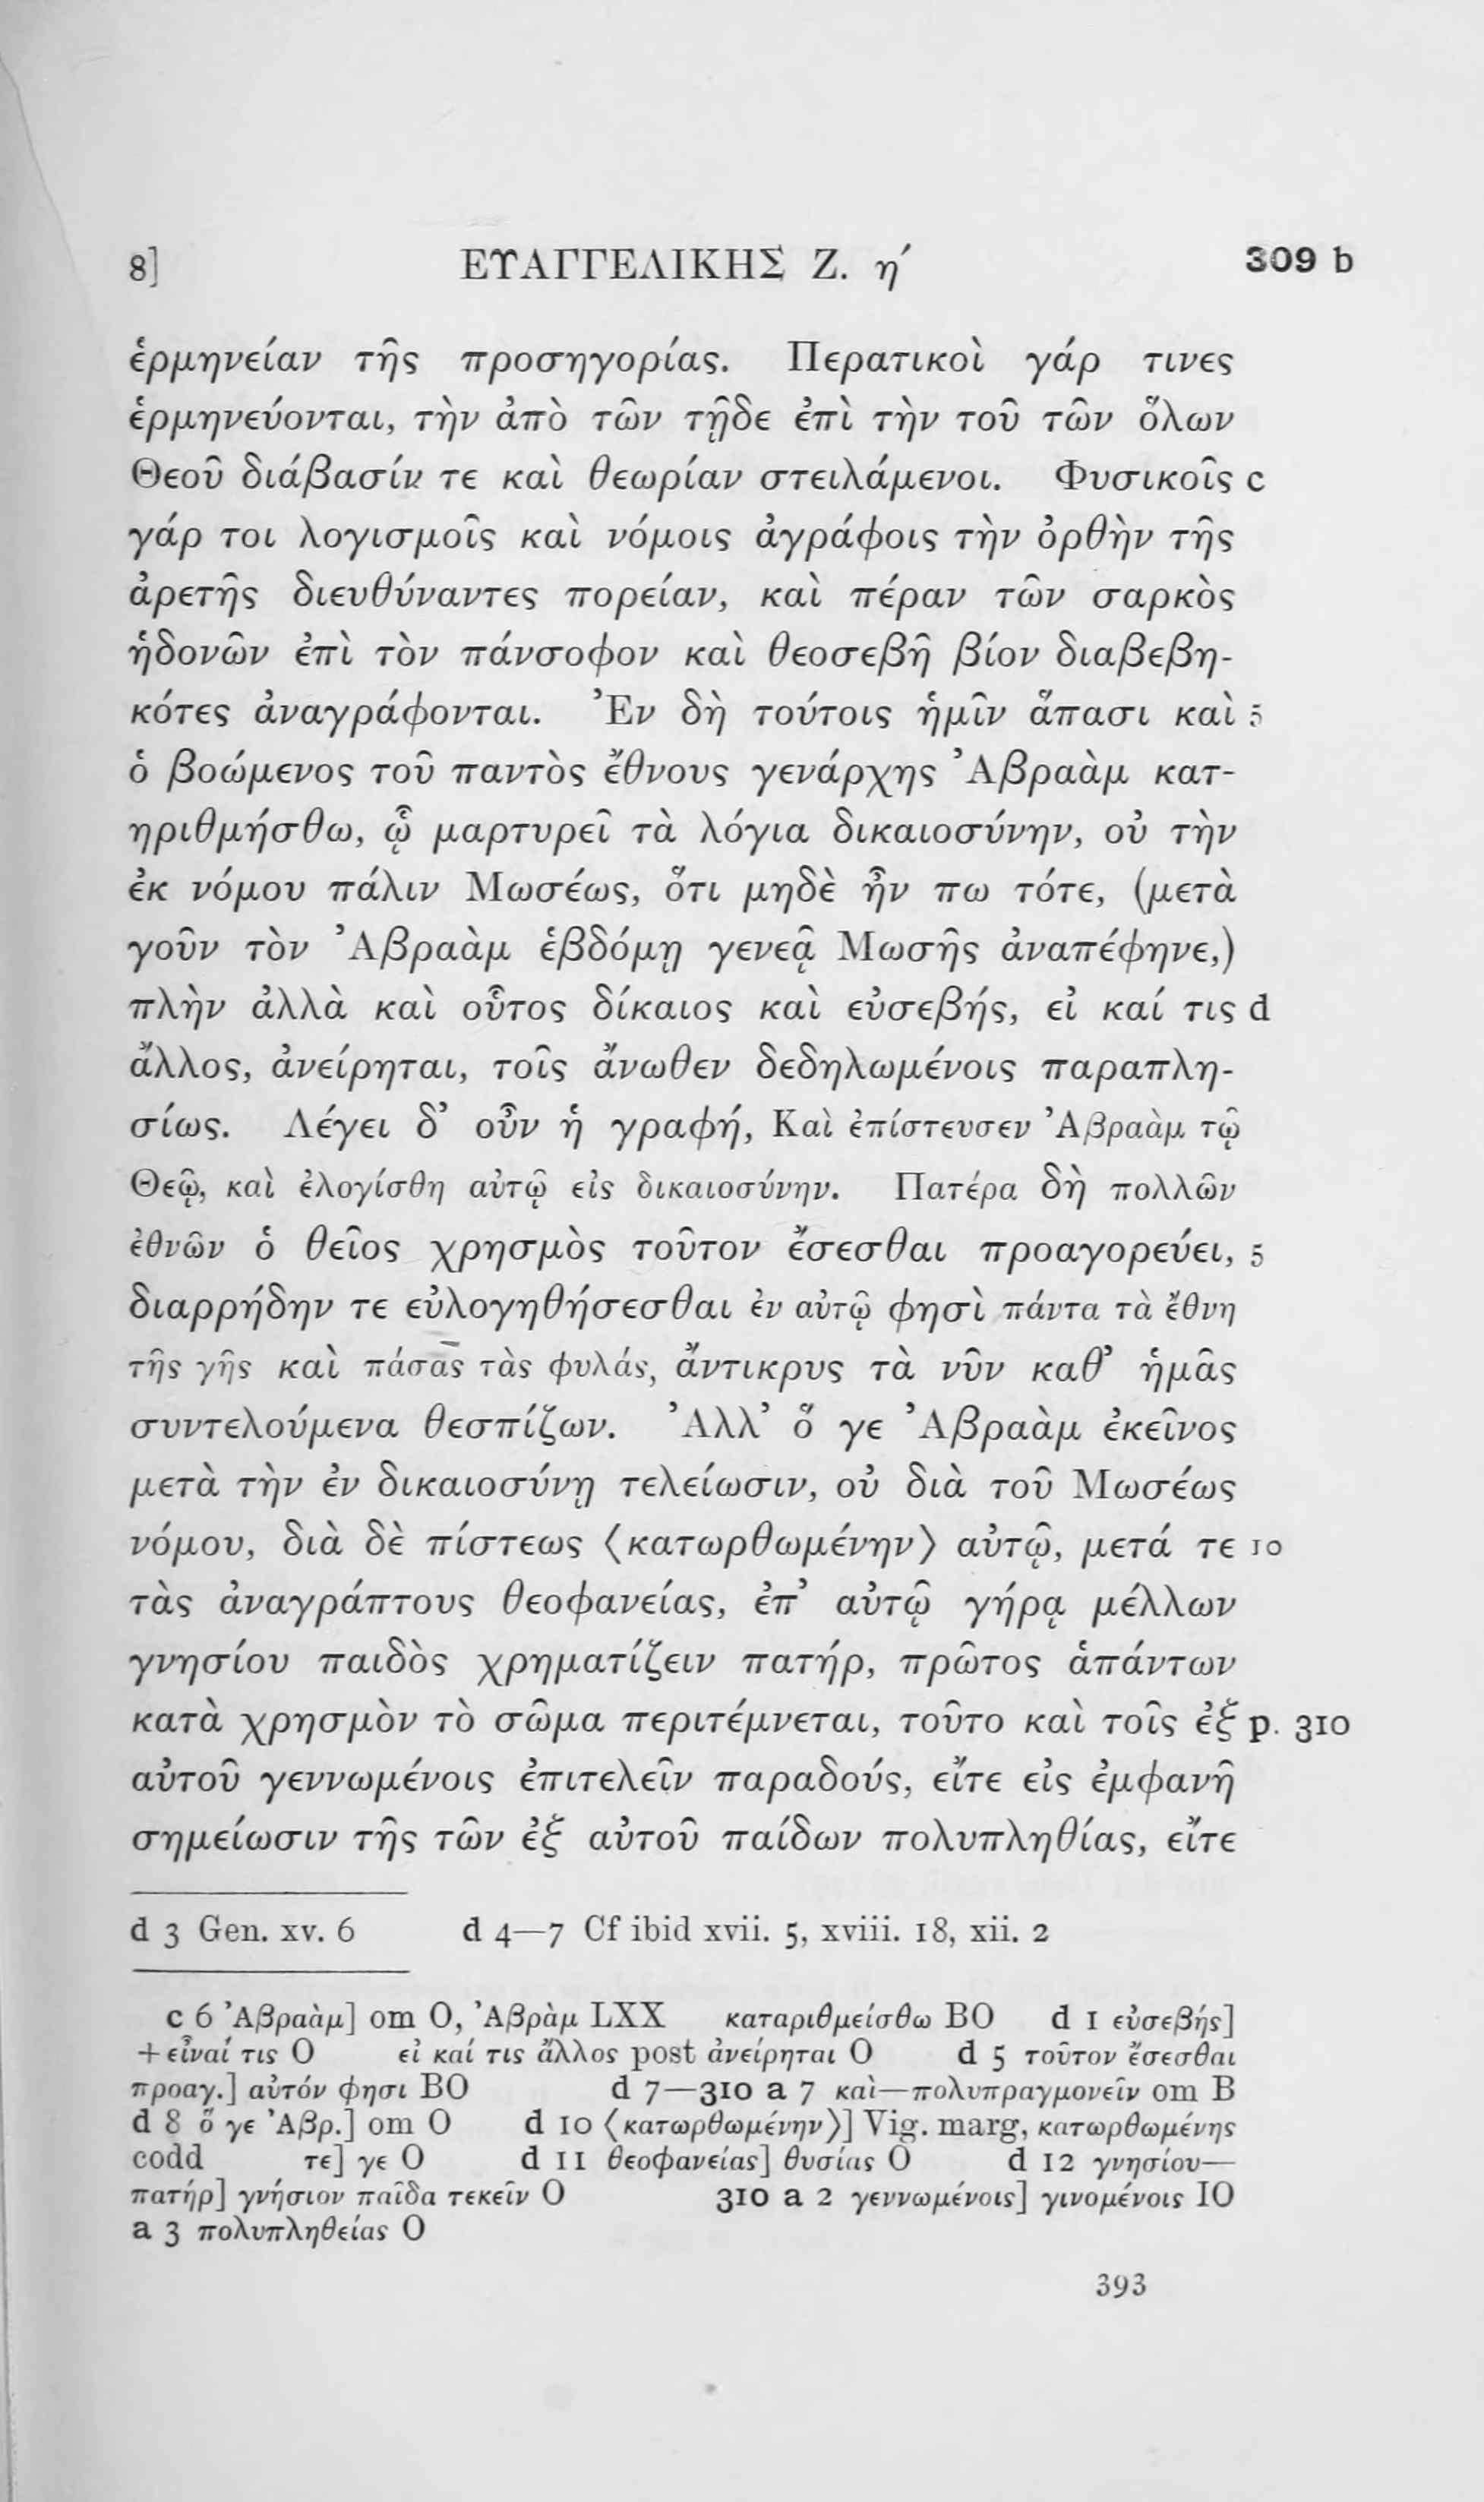 8] ΕΥΑΓΓΕΛΙΚΗΣ Ζ. η′ 309 b
ἑρμηνείαν τῆς προσηγορίας. Περατικοὶ γάρ τινες
ἑρμηνεύονται, τὴν ἀπὸ τῶν τῇδε ἐπὶ τὴν τοῦ τῶν ὅλων
Θεοῦ διάβασίν τε καὶ θεωρίαν στειλάμενοι. Φυσικοῖς c
γάρ τοι λογισμοῖς καὶ νόμοις ἀγράφοις τὴν ὀρθὴν τῆς
ἀρετῆς διευθύναντες πορείαν, καὶ πέραν τῶν σαρκὸς
ἡδονῶν ἐπὶ τὸν πάνσοφον καὶ θεοσεβῆ βίον διαβεβη-
κότες ἀναγράφονται. Ἐν δὴ τούτοις ἡμῖν ἅπασι καὶ 5
ὁ βοώμενος τοῦ παντὸς ἔθνους γενάρχης Ἀβραὰμ κατ-
ηριθμήσθω, ᾧ μαρτυρεῖ τὰ λόγια δικαιοσύνην, οὐ τὴν
ἐκ νόμου πάλιν Μωσέως, ὅτι μηδὲ ἦν πω τότε, (μετὰ
γοῦν τὸν Ἀβραὰμ ἑβδόμῃ γενεᾷ Μωσῆς ἀναπέφηνε,)
πλὴν ἀλλὰ καὶ οὗτος δίκαιος καὶ εὐσεβής, εἰ καί τις d
ἄλλος, ἀνείρηται, τοῖς ἄνωθεν δεδηλωμένοις παραπλη-
σίως. Λέγει δ’ οὖν ἡ γραφή, Καὶ ἐπίστευσεν Ἀβραὰμ τῷ
Θεῷ, καὶ ἐλογίσθη αὐτῷ εἰς δικαιοσύνην. Πατέρα δὴ πολλῶν
ἐθνῶν ὁ θεῖος χρησμὸς τοῦτον ἔσεσθαι προαγορεύει, 5
διαρρήδην τε εὐλογηθήσεσθαι ἐν αὐτῷ φησὶ πάντα τὰ ἔθνη
τῆς γῆς καὶ πάσας τὰς φυλάς, ἄντικρυς τὰ νῦν καθ’ ἡμᾶς
συντελούμενα θεσπίζων. Ἀλλ’ ὅ γε Ἀβραὰμ ἐκεῖνος
μετὰ τὴν ἐν δικαιοσύνῃ τελείωσιν, οὐ διὰ τοῦ Μωσέως
νόμου, διὰ δὲ πίστεως ⟨κατωρθωμένην⟩ αὐτῷ, μετά τε 10
τὰς ἀναγράπτους θεοφανείας, ἐπ’ αὐτῷ γήρᾳ μέλλων
γνησίου παιδὸς χρηματίζειν πατήρ, πρῶτος ἁπάντων
κατὰ χρησμὸν τὸ σῶμα περιτέμνεται, τοῦτο καὶ τοῖς ἐξ p. 310
αὐτοῦ γεννωμένοις ἐπιτελεῖν παραδούς, εἴτε εἰς ἐμφανῆ
σημείωσιν τῆς τῶν ἐξ αὐτοῦ παίδων πολυπληθίας, εἴτε
d 3 Gen. xv. 6 d 4—7 Cf ibid xvii. 5, xviii. 18, xii. 2
c 6 Ἀβραὰμ] om O, Ἀβρὰμ LXX καταριθμείσθω BO d 1 εὐσεβής]
+εἶναί τις O εἰ καί τις ἄλλος post ἀνείρηται O d 5 τοῦτον ἔσεσθαι
προαγ.] αὐτόν φησι BO d 7—310 a 7 καὶ—πολυπραγμονεῖν om B
d 8 ὅ γε Ἀβρ.] om O d 10 ⟨κατωρθωμένην⟩] Vig. marg, κατωρθωμένης
codd τε] γε O d 11 θεοφανείας] θυσίας O d 12 γνησίου—
πατήρ] γνήσιον παῖδα τεκεῖν O 310 a 2 γεννωμένοις] γινομένοις IO
a 3 πολυπληθείας O
393